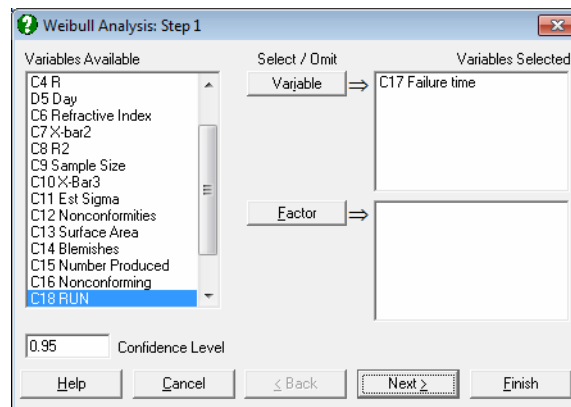 Weibull Analysis: Step 1
Variables Available
Select / Omit
Variables Selected
C4 R
D5 Day
C6 Refractive Index
C7 X-bar2
C8 R2
C9 Sample Size
C10 X-Bar3
C11 Est Sigma
C12 Nonconformities
C13 Surface Area
C14 Blemishes
C15 Number Produced
C16 Nonconforming
C18 RUN
Variable
C17 Failure time
Factor
0.95 Confidence Level
Help Cancel < Back Next > Finish